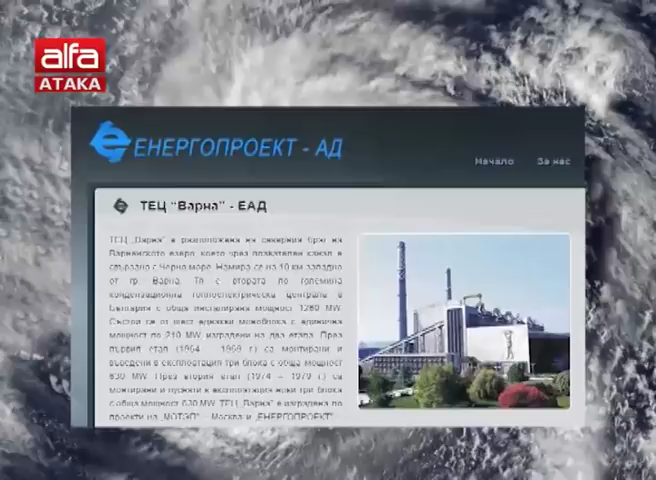 alfa
АТАКА
ЕНЕРГОПРОЕКТ - АД
Начало За нас
ТЕЦ "Варна" - ЕАД
ТЕЦ „Варна" е разположена на северния бряг на
Варненското езеро, което чрез плавателен канал е
свързано с Черно море. Намира се на 10 км западно
от гр. Варна. Тя е втората по големина
кондензационна топлоелектрическа централа в
България с обща инсталирана мощност 1260 MW.
Състои се от шест еднакви моноблока с единична
мощност по 210 MW, изградени на два етапа. През
първия етап (1964 - 1969 г.) са монтирани и
въведени в експлоатация три блока с обща мощност
630 MW. През втория етап (1974 - 1979 г.) са
монтирани и пуснати в експлоатация нови три блока
с обща мощност 630 MW. ТЕЦ „Варна" е изградена по
проекти на „МОТЭП" - Москва и „ЕНЕРГОПРОЕКТ" -